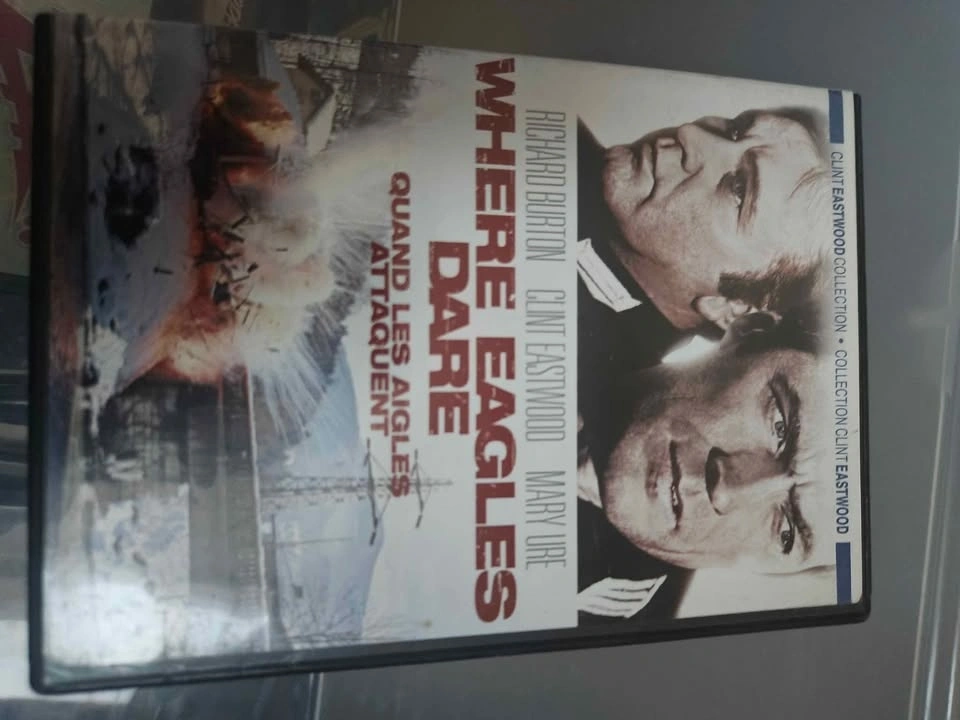 CLINT EASTWOOD COLLECTION • COLLECTION CLINT EASTWOOD
RICHARD BURTON CLINT EASTWOOD MARY URE
WHERE EAGLES
DARE
QUAND LES AIGLES
ATTAQUENT